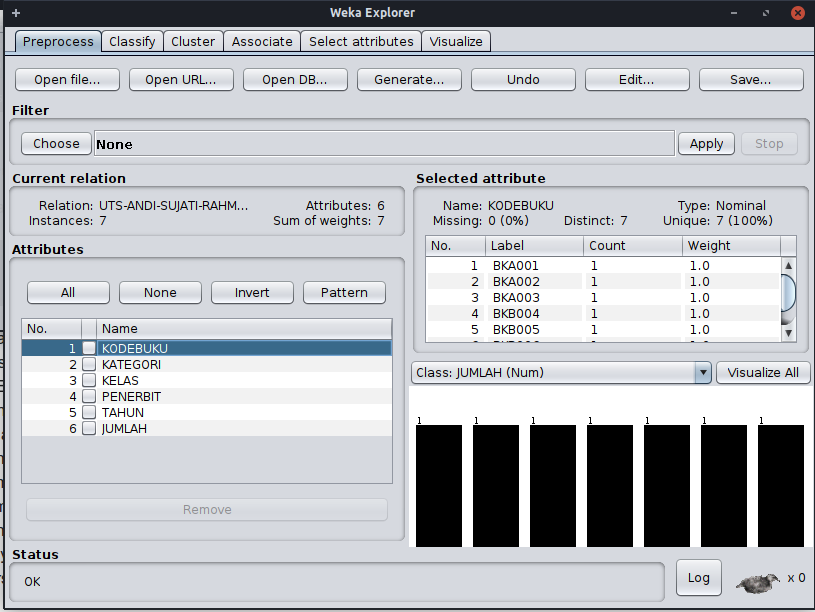 Weka Explorer
Preprocess Classify Cluster Associate Select attributes Visualize
Open file... Open URL... Open DB... Generate... Undo Edit... Save...
Filter
Choose None Apply Stop
Current relation
Relation: UTS-ANDI-SUJATI-RAHM... Attributes: 6
Instances: 7 Sum of weights: 7
Attributes
All None Invert Pattern
No. Name
1 KODEBUKU
2 KATEGORI
3 KELAS
4 PENERBIT
5 TAHUN
6 JUMLAH
Remove
Selected attribute
Name: KODEBUKU Type: Nominal
Missing: 0 (0%) Distinct: 7 Unique: 7 (100%)
No. Label Count Weight
1 BKA001 1 1.0
2 BKA002 1 1.0
3 BKA003 1 1.0
4 BKB004 1 1.0
5 BKB005 1 1.0
Class: JUMLAH (Num) Visualize All
1 1 1 1 1 1 1
Status
OK
Log x 0